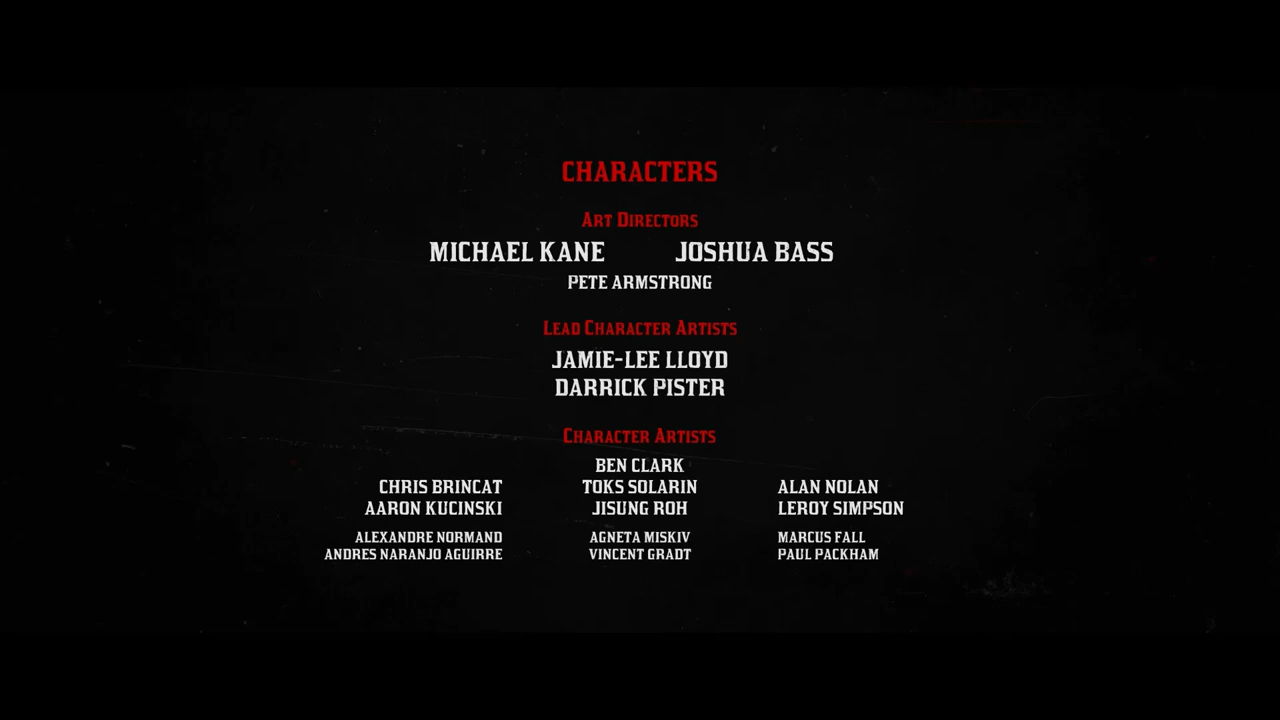 CHARACTERS
ART DIRECTORS
MICHAEL KANE JOSHUA BASS
PETE ARMSTRONG
LEAD CHARACTER ARTISTS
JAMIE-LEE LLOYD
DARRICK PISTER
CHARACTER ARTISTS
BEN CLARK
CHRIS BRINCAT TOKS SOLARIN ALAN NOLAN
AARON KUCINSKI JISUNG ROH LEROY SIMPSON
ALEXANDRE NORMAND AGNETA MISKIV MARCUS FALL
ANDRES NARANJO AGUIRRE VINCENT GRADT PAUL PACKHAM